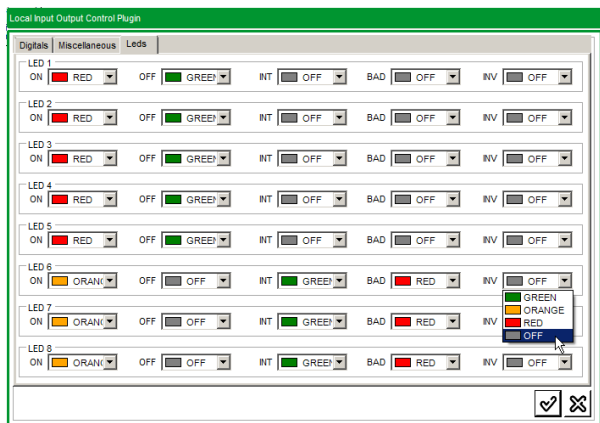 Local Input Output Control Plugin
Digitals Miscellaneous Leds
LED 1
ON RED OFF GREEN INT OFF BAD OFF INV OFF
LED 2
ON RED OFF GREEN INT OFF BAD OFF INV OFF
LED 3
ON RED OFF GREEN INT OFF BAD OFF INV OFF
LED 4
ON RED OFF GREEN INT OFF BAD OFF INV OFF
LED 5
ON RED OFF GREEN INT OFF BAD OFF INV OFF
LED 6
ON ORANG OFF OFF INT GREEN BAD RED INV OFF
GREEN
ORANGE
RED
OFF
LED 7
ON ORANG OFF OFF INT GREEN BAD RED INV
LED 8
ON ORANG OFF OFF INT GREEN BAD RED INV OFF